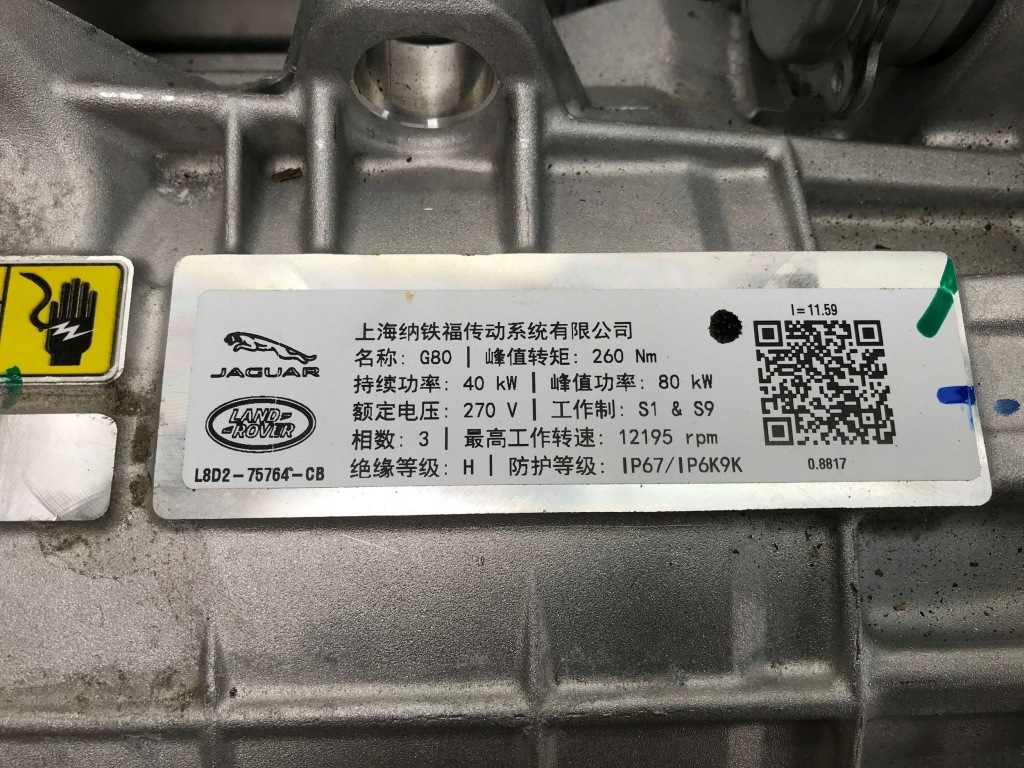 JAGUAR
LAND-
-ROVER
L8D2-75764-CB
上海纳铁福传动系统有限公司
名称: G80 | 峰值转矩: 260 Nm
持续功率: 40 kW | 峰值功率: 80 kW
额定电压: 270 V | 工作制: S1 & S9
相数: 3 | 最高工作转速: 12195 rpm
绝缘等级: H | 防护等级: IP67/IP6K9K
I=11.59
0.8817